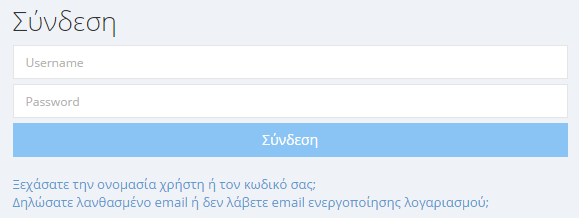 Σύνδεση
Username
Password
Σύνδεση
Ξεχάσατε την ονομασία χρήστη ή τον κωδικό σας;
Δηλώσατε λανθασμένο email ή δεν λάβετε email ενεργοποίησης λογαριασμού;